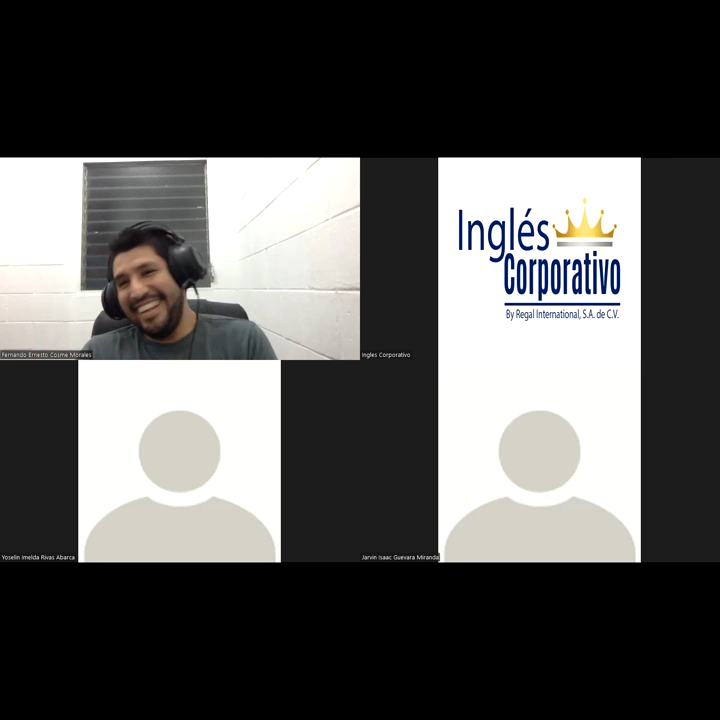 Inglés
Corporativo
By Regal International, S.A. de C.V.
Fernando Ernesto Cosme Morales
Ingles Corporativo
Yoselin Imelda Rivas Abarca
Jarvin Isaac Guevara Miranda